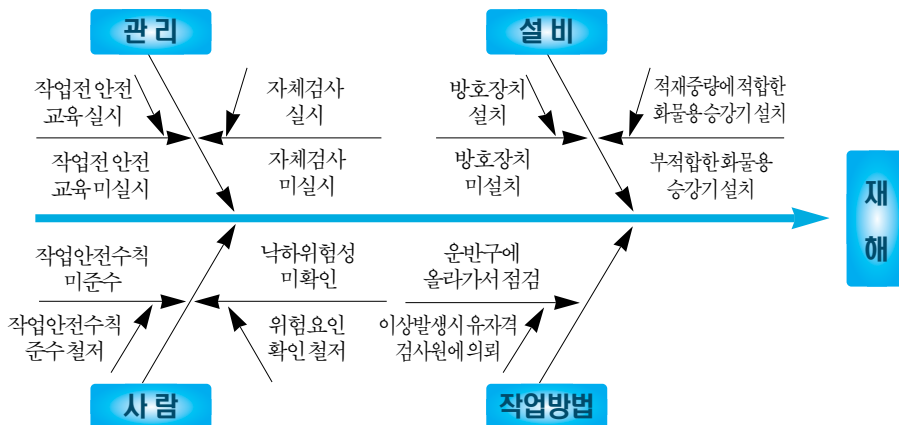 관리
설비
작업전 안전
교육 실시
자체검사
실시
방호장치
설치
적재중량에 적합한
화물용 승강기 설치
작업전 안전
교육 미실시
자체검사
미실시
방호장치
미설치
부적합한 화물용
승강기 설치
재
해
작업안전수칙
미준수
낙하위험성
미확인
운반구에
올라가서 점검
작업안전수칙
준수 철저
위험요인
확인 철저
이상발생시 유자격
검사원에 의뢰
사람
작업방법